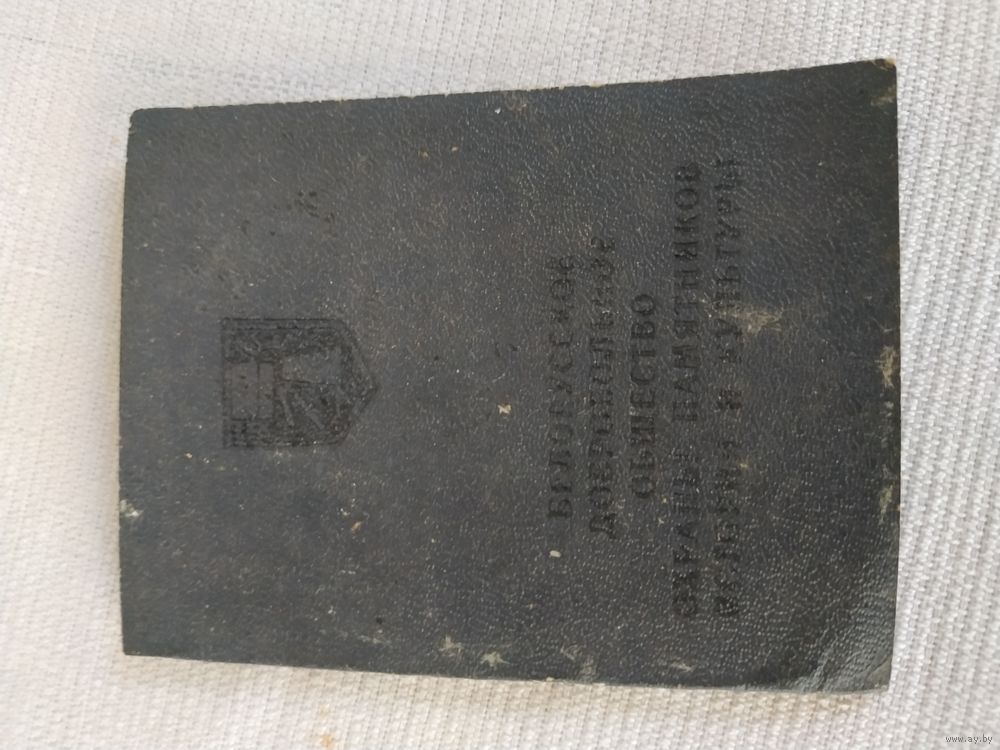 БЕЛОРУССКОЕ
ДОБРОВОЛЬНОЕ
ОБЩЕСТВО
ОХРАНЫ ПАМЯТНИКОВ
ИСТОРИИ И КУЛЬТУРЫ
www.ay.by